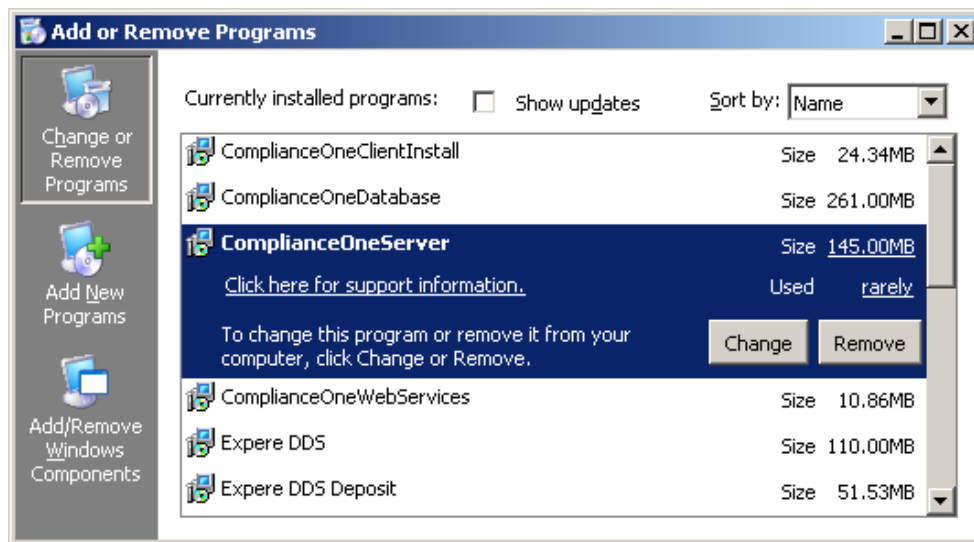 Add or Remove Programs
Change or
Remove
Programs
Add New
Programs
Add/Remove
Windows
Components
Currently installed programs:
Show updates
Sort by:
Name
ComplianceOneClientInstall
Size 24.34MB
ComplianceOneDatabase
Size 261.00MB
ComplianceOneServer
Size 145.00MB
Click here for support information.
Used rarely
To change this program or remove it from your
computer, click Change or Remove.
Change
Remove
ComplianceOneWebServices
Size 10.86MB
Expere DDS
Size 110.00MB
Expere DDS Deposit
Size 51.53MB